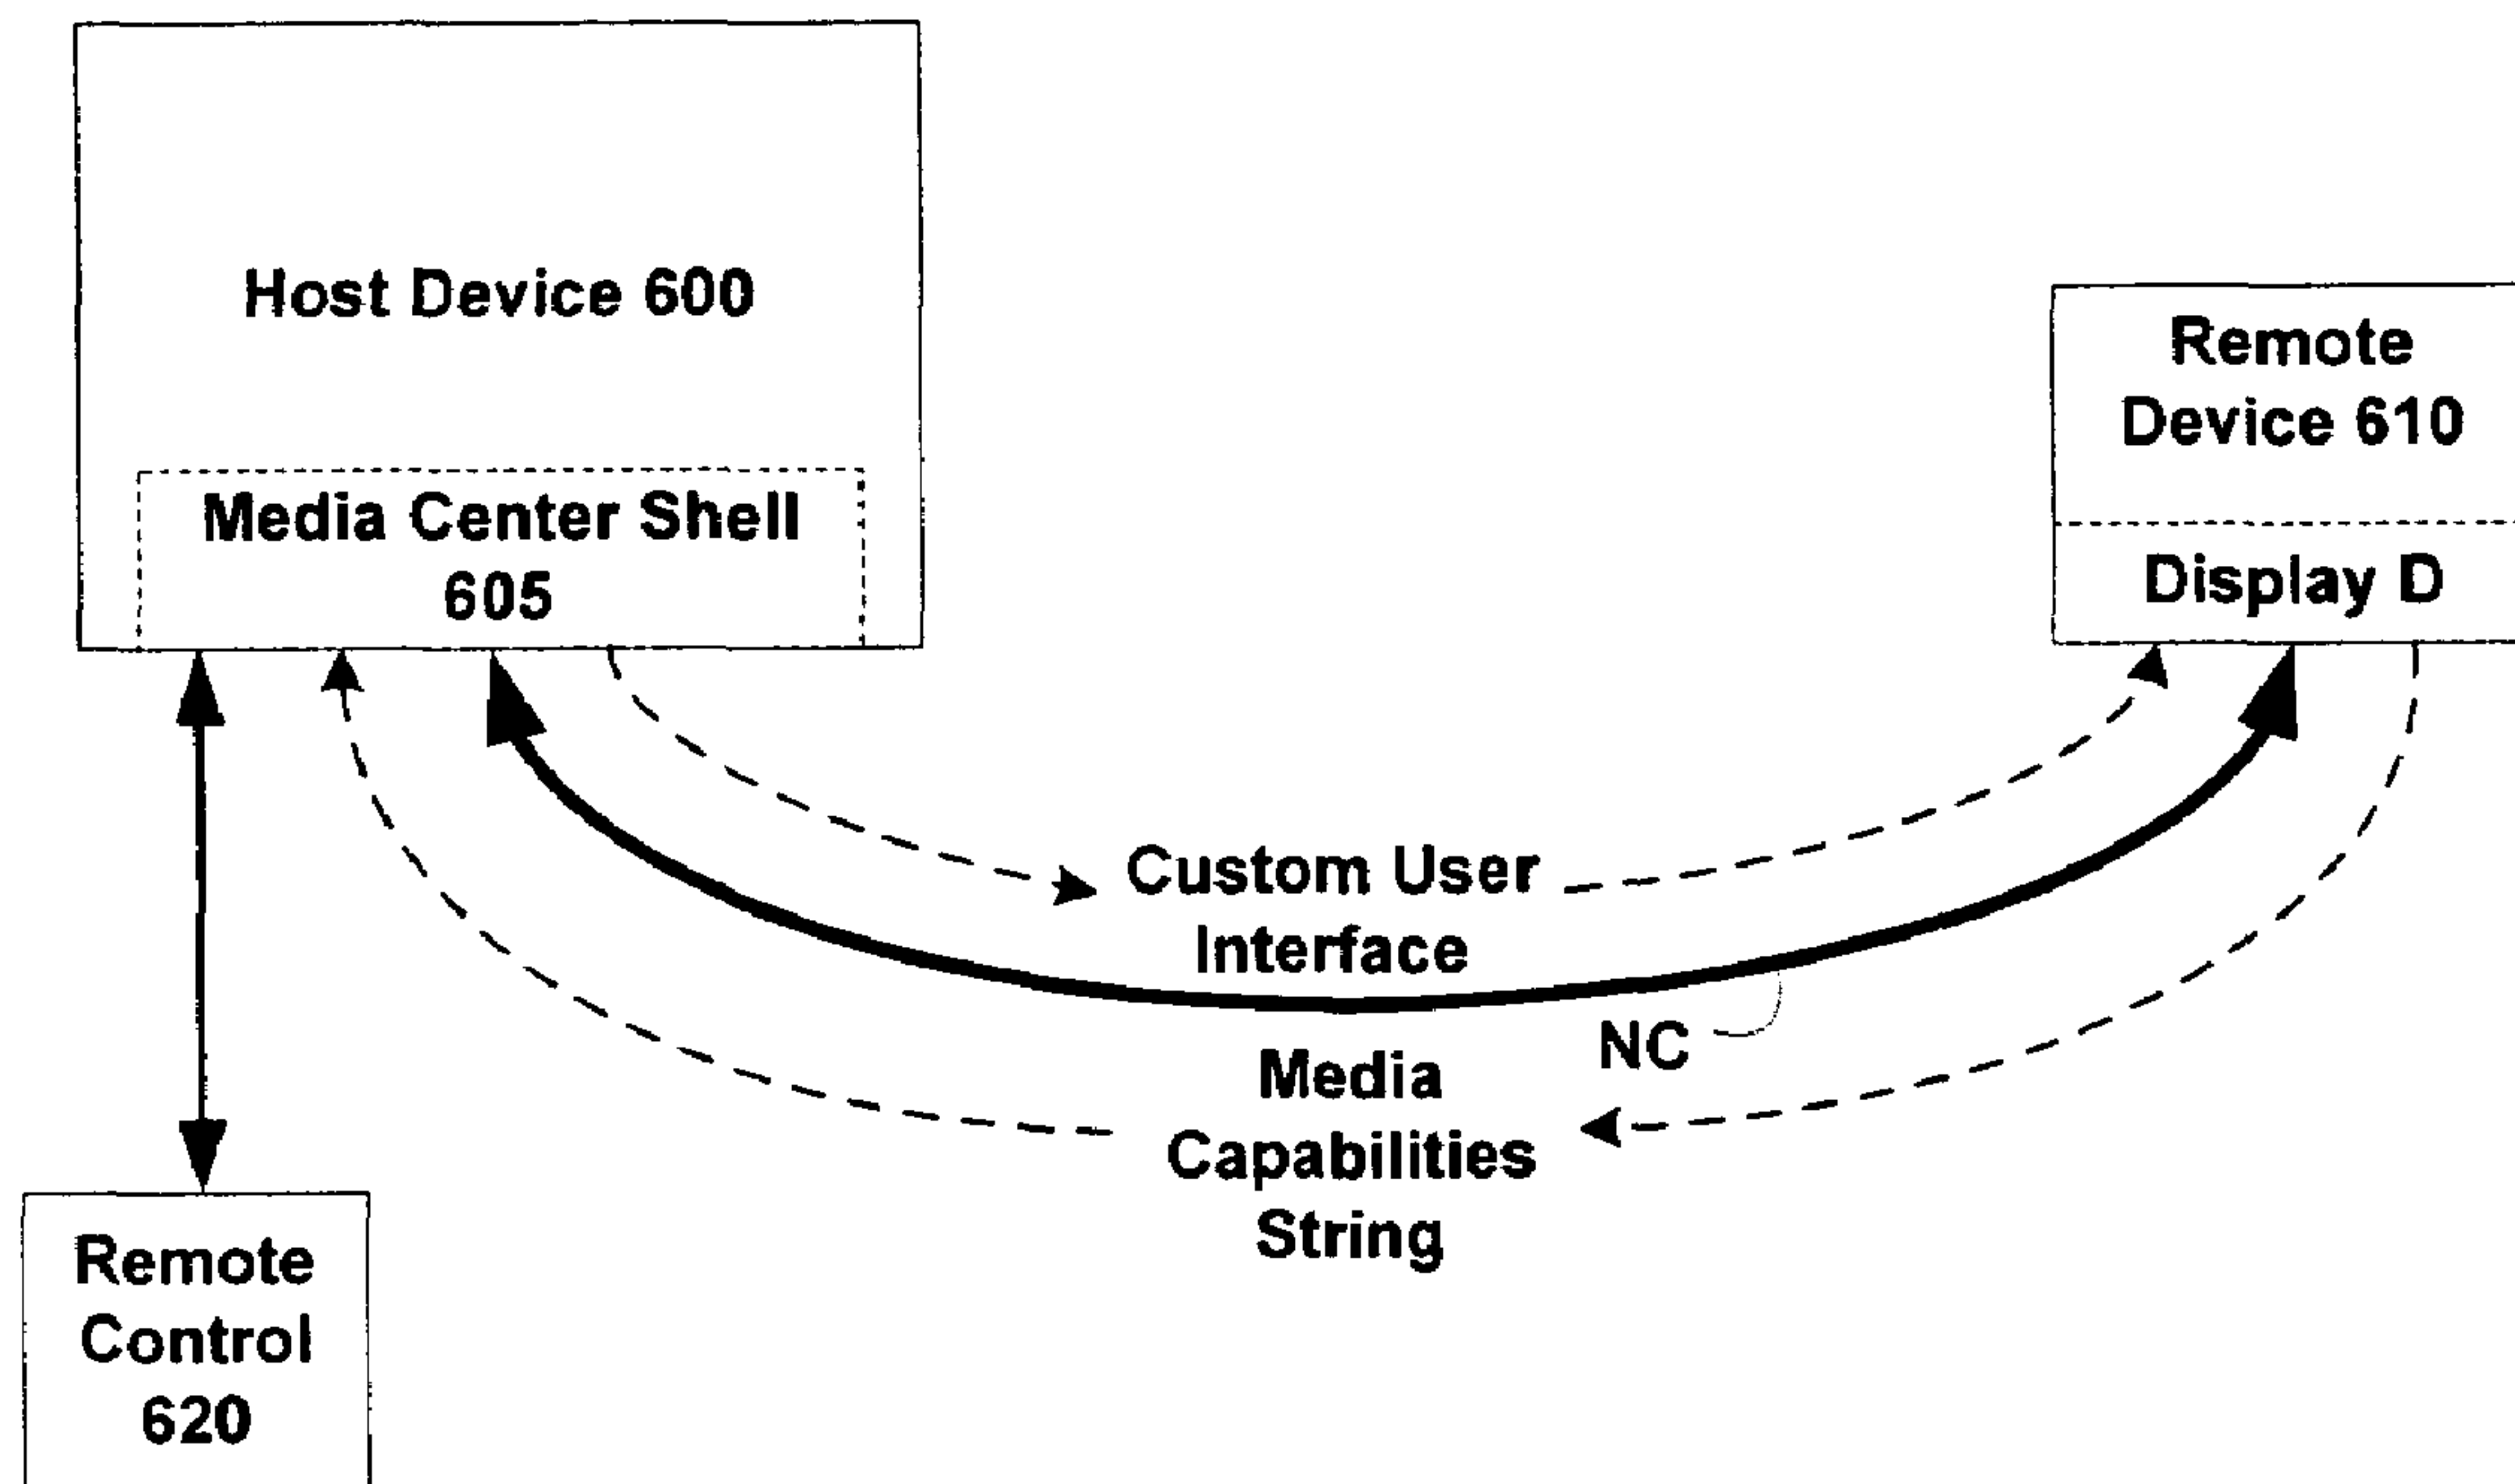 Host Device 600
Media Center Shell
605
Remote
Device 610
Display D
Custom User
Interface
NC
Media
Capabilities
String
Remote
Control
620